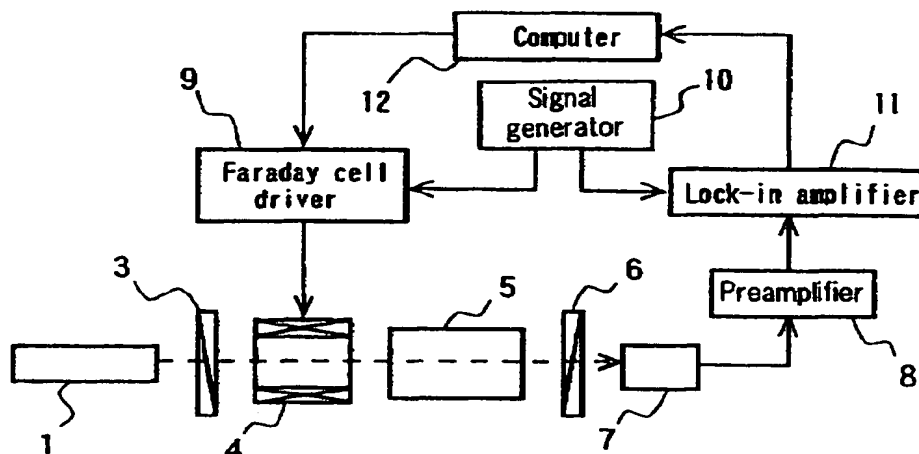 Computer
12
9
Signal
generator
10
11
Faraday cell
driver
Lock-in amplifier
3
5
6
Preamplifier
8
1
4
7